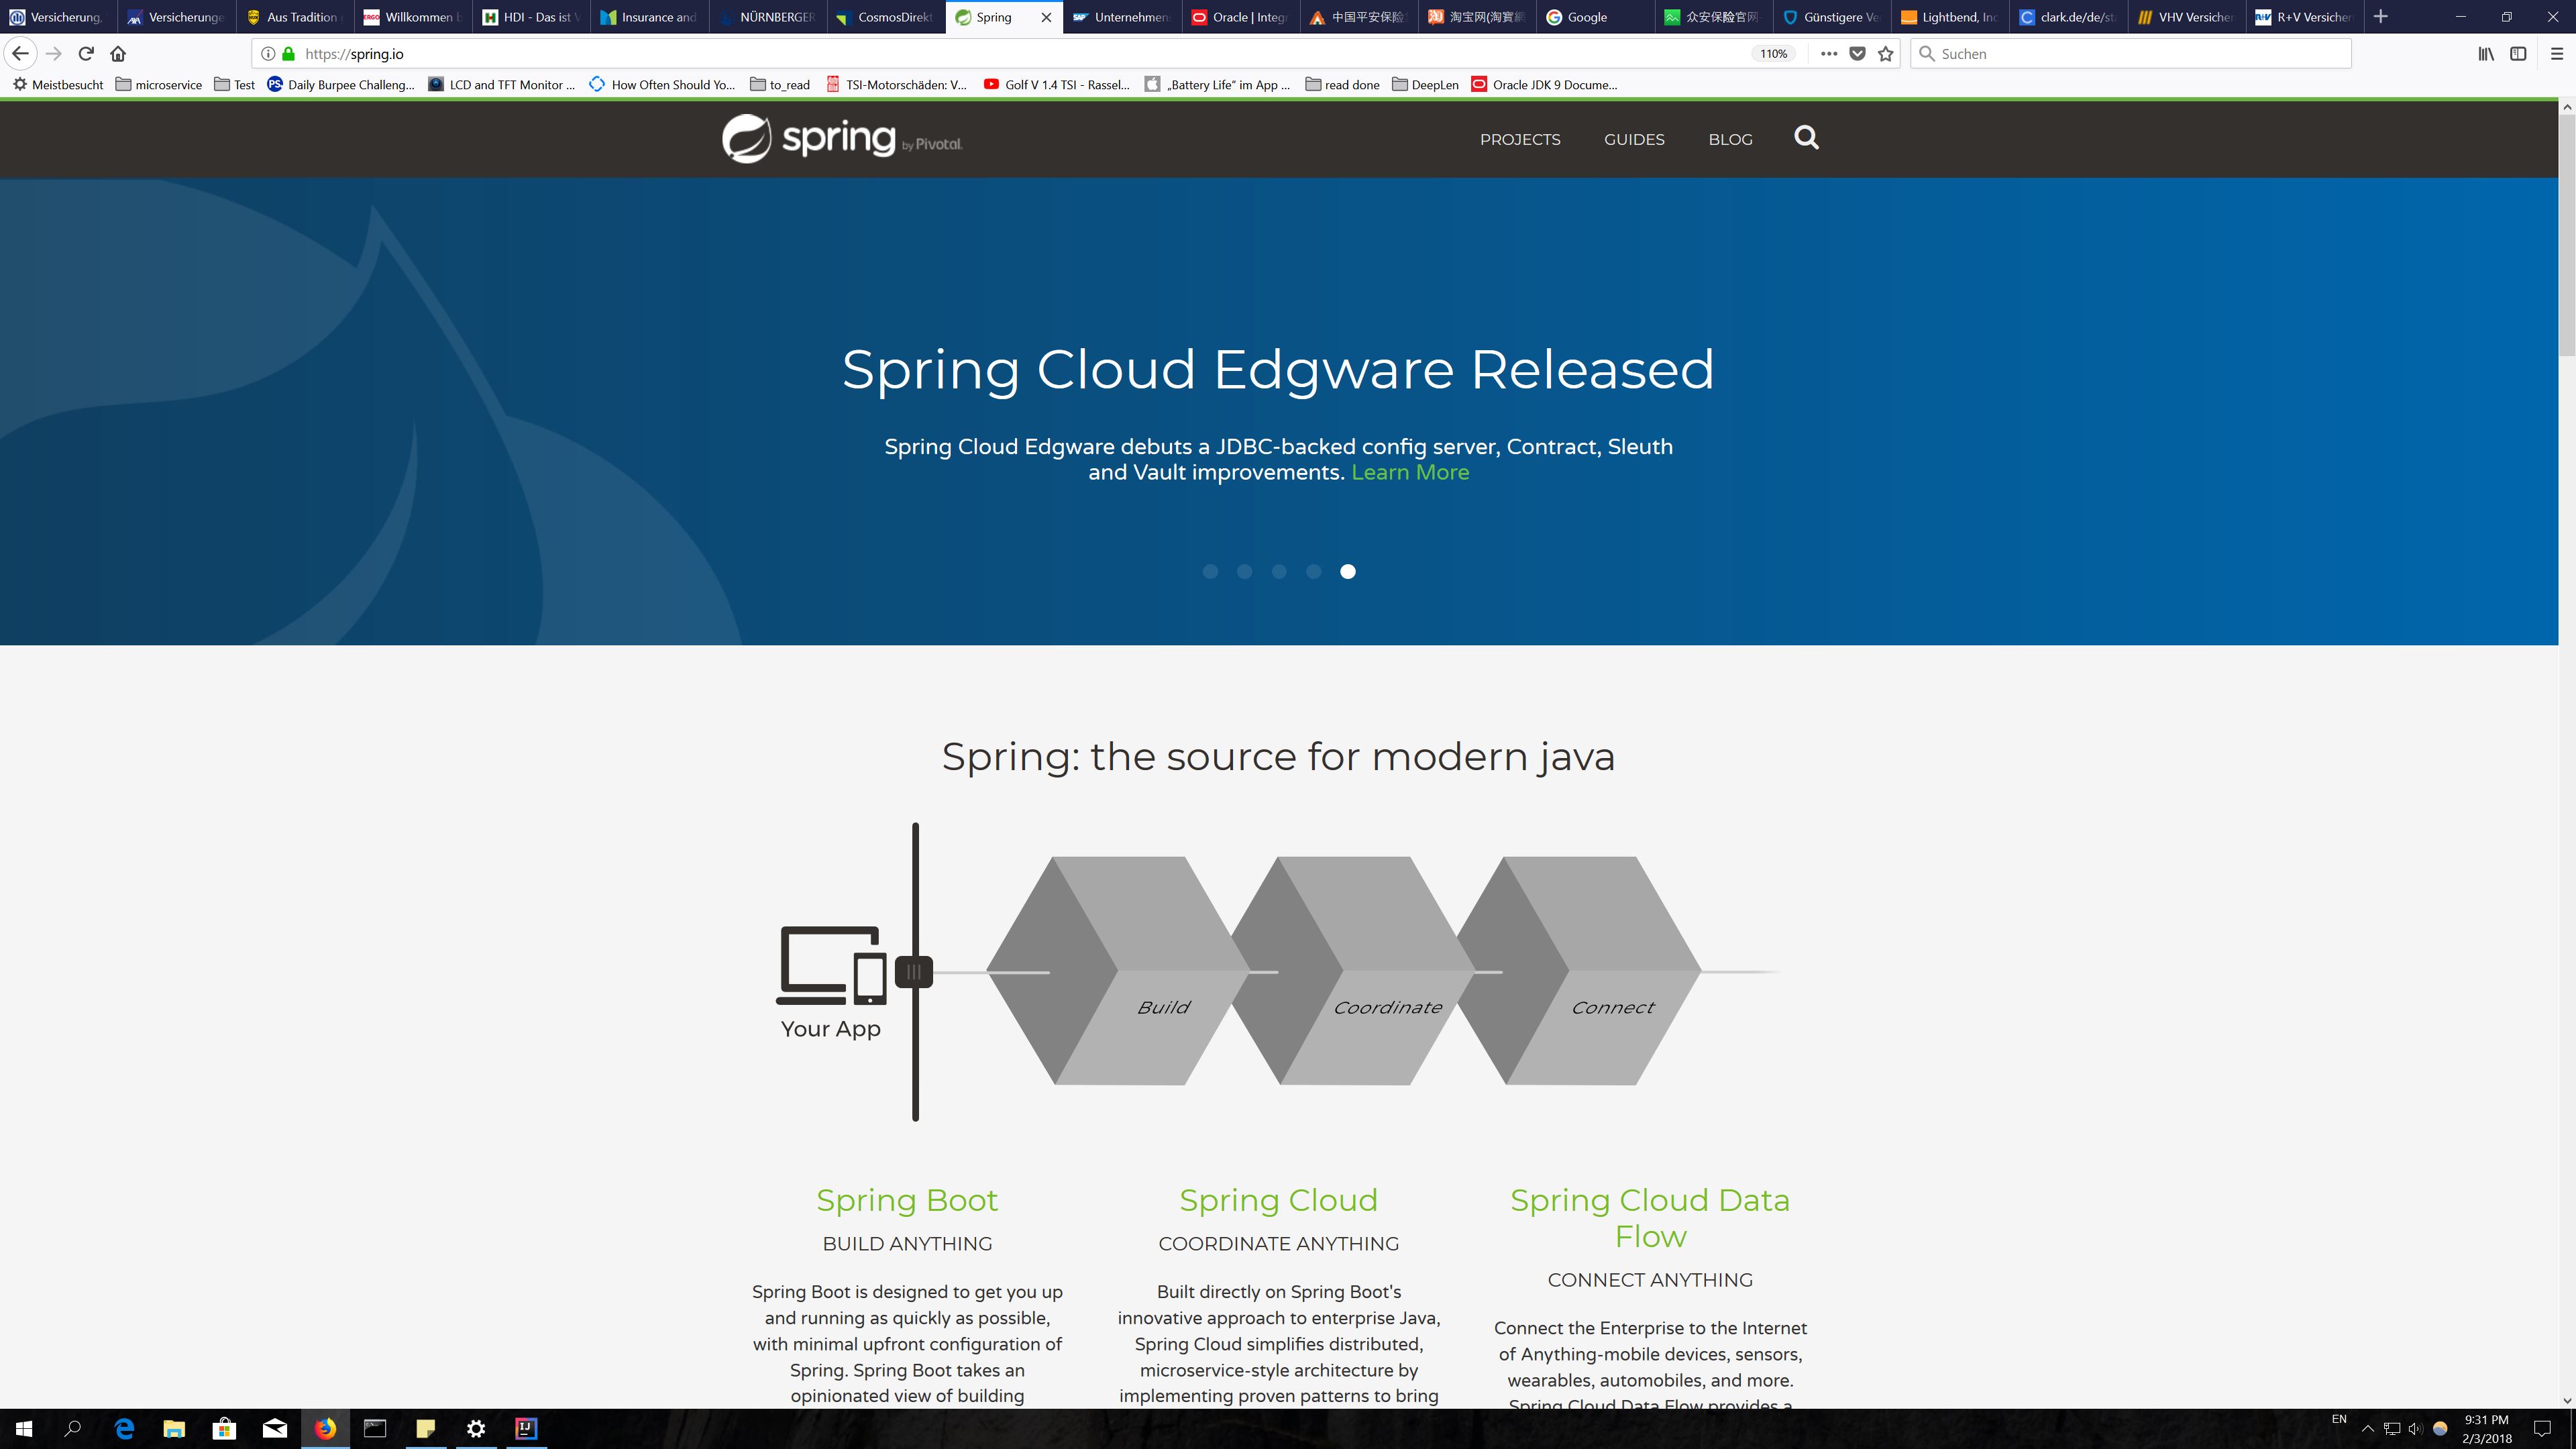 Versicherung,
Versicherunge
Aus Tradition
Willkommen b
HDI - Das ist V
Insurance and
NÜRNBERGER
CosmosDirekt
Spring
Unternehmens
Oracle | Integ
中国平安保险
淘宝网(淘寶網
Google
众安保险官网-
Günstigere Ve
Lightbend, Inc
clark.de/de/st
VHV Versicher
R+V Versicher
https://spring.io
110%
Suchen
Meistbesucht
microservice
Test
Daily Burpee Challeng...
LCD and TFT Monitor ...
How Often Should Yo...
to_read
TSI-Motorschäden: V...
Golf V 1.4 TSI - Rassel...
„Battery Life“ im App ...
read done
DeepLen
Oracle JDK 9 Docume...
spring by Pivotal.
PROJECTS
GUIDES
BLOG
Spring Cloud Edgware Released
Spring Cloud Edgware debuts a JDBC-backed config server, Contract, Sleuth
and Vault improvements. Learn More
Spring: the source for modern java
Your App
Build
Coordinate
Connect
Spring Boot
BUILD ANYTHING
Spring Boot is designed to get you up
and running as quickly as possible,
with minimal upfront configuration of
Spring. Spring Boot takes an
opinionated view of building
Spring Cloud
COORDINATE ANYTHING
Built directly on Spring Boot's
innovative approach to enterprise Java,
Spring Cloud simplifies distributed,
microservice-style architecture by
implementing proven patterns to bring
Spring Cloud Data
Flow
CONNECT ANYTHING
Connect the Enterprise to the Internet
of Anything-mobile devices, sensors,
wearables, automobiles, and more.
Spring Cloud Data Flow provides a
EN
9:31 PM
2/3/2018